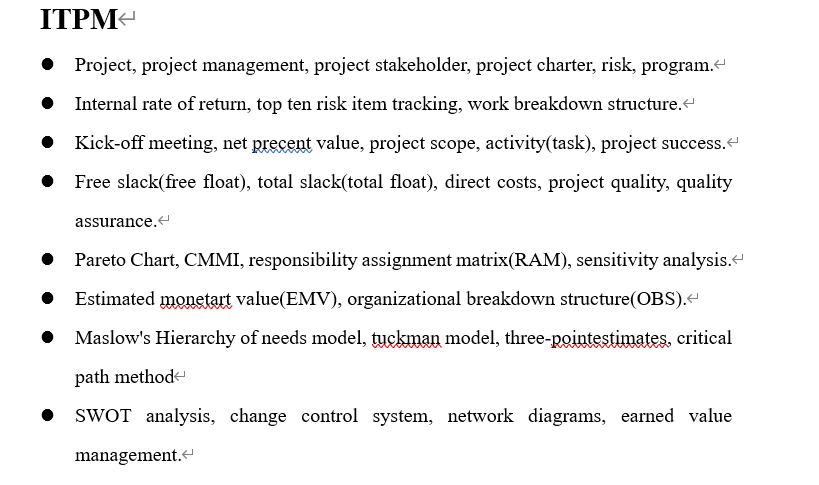 ITPM
● Project, project management, project stakeholder, project charter, risk, program.
● Internal rate of return, top ten risk item tracking, work breakdown structure.
● Kick-off meeting, net precent value, project scope, activity(task), project success.
● Free slack(free float), total slack(total float), direct costs, project quality, quality
assurance.
● Pareto Chart, CMMI, responsibility assignment matrix(RAM), sensitivity analysis.
● Estimated monetart value(EMV), organizational breakdown structure(OBS).
● Maslow's Hierarchy of needs model, tuckman model, three-pointestimates, critical
path method
● SWOT analysis, change control system, network diagrams, earned value
management.